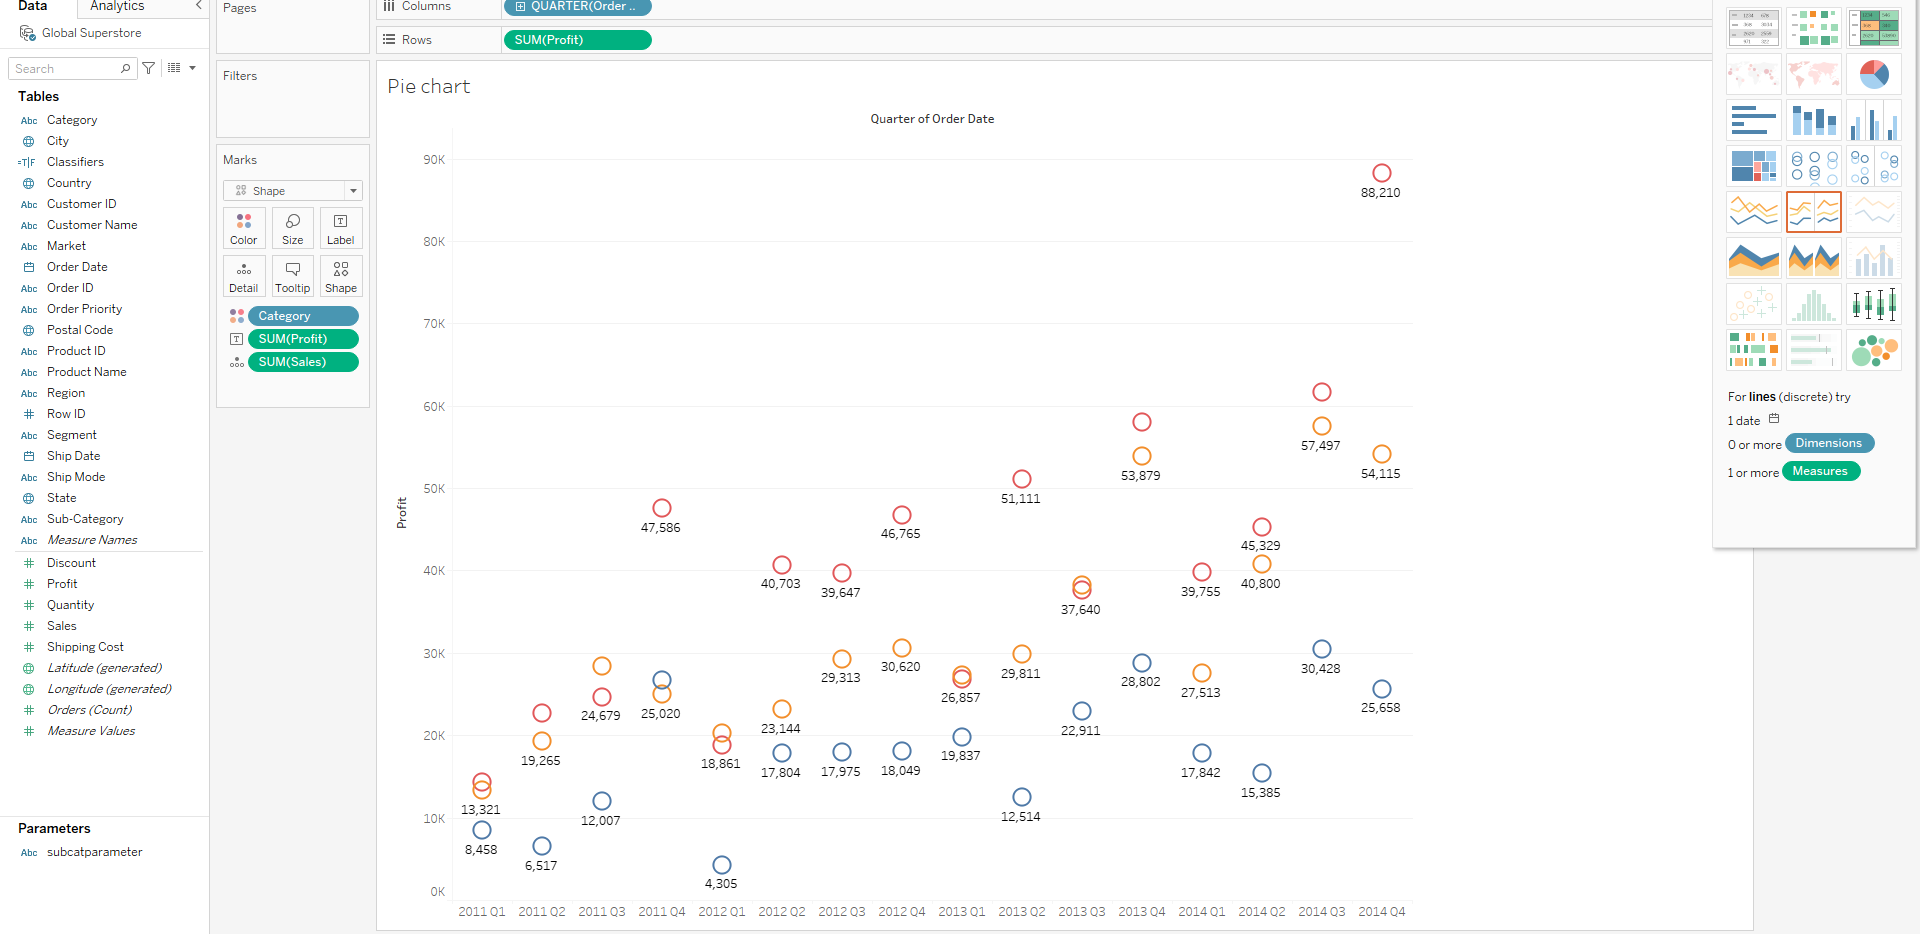 Data
Analytics
Global Superstore
Search
Tables
Abc Category
City
=T|F Classifiers
Country
Abc Customer ID
Abc Customer Name
Abc Market
Order Date
Abc Order ID
Abc Order Priority
Postal Code
Abc Product ID
Abc Product Name
Abc Region
# Row ID
Abc Segment
Ship Date
Abc Ship Mode
State
Abc Sub-Category
Abc Measure Names
# Discount
# Profit
# Quantity
# Sales
# Shipping Cost
Latitude (generated)
Longitude (generated)
# Orders (Count)
# Measure Values
Parameters
Abc subcatparameter
Pages
Filters
Marks
Shape
Color Size Label
Detail Tooltip Shape
Category
SUM(Profit)
SUM(Sales)
Columns
QUARTER(Order ..
Rows
SUM(Profit)
Pie chart
Quarter of Order Date
Profit
90K
80K
70K
60K
50K
40K
30K
20K
10K
0K
88,210
57,497
53,879
54,115
51,111
47,586
46,765
45,329
40,703
39,647
37,640
39,755
40,800
30,620
29,313
29,811
28,802
27,513
30,428
26,857
24,679
25,020
25,658
23,144
22,911
19,265
18,861
17,804
17,975
18,049
19,837
17,842
15,385
13,321
12,007
12,514
8,458
6,517
4,305
2011 Q1 2011 Q2 2011 Q3 2011 Q4 2012 Q1 2012 Q2 2012 Q3 2012 Q4 2013 Q1 2013 Q2 2013 Q3 2013 Q4 2014 Q1 2014 Q2 2014 Q3 2014 Q4
For lines (discrete) try
1 date
0 or more Dimensions
1 or more Measures